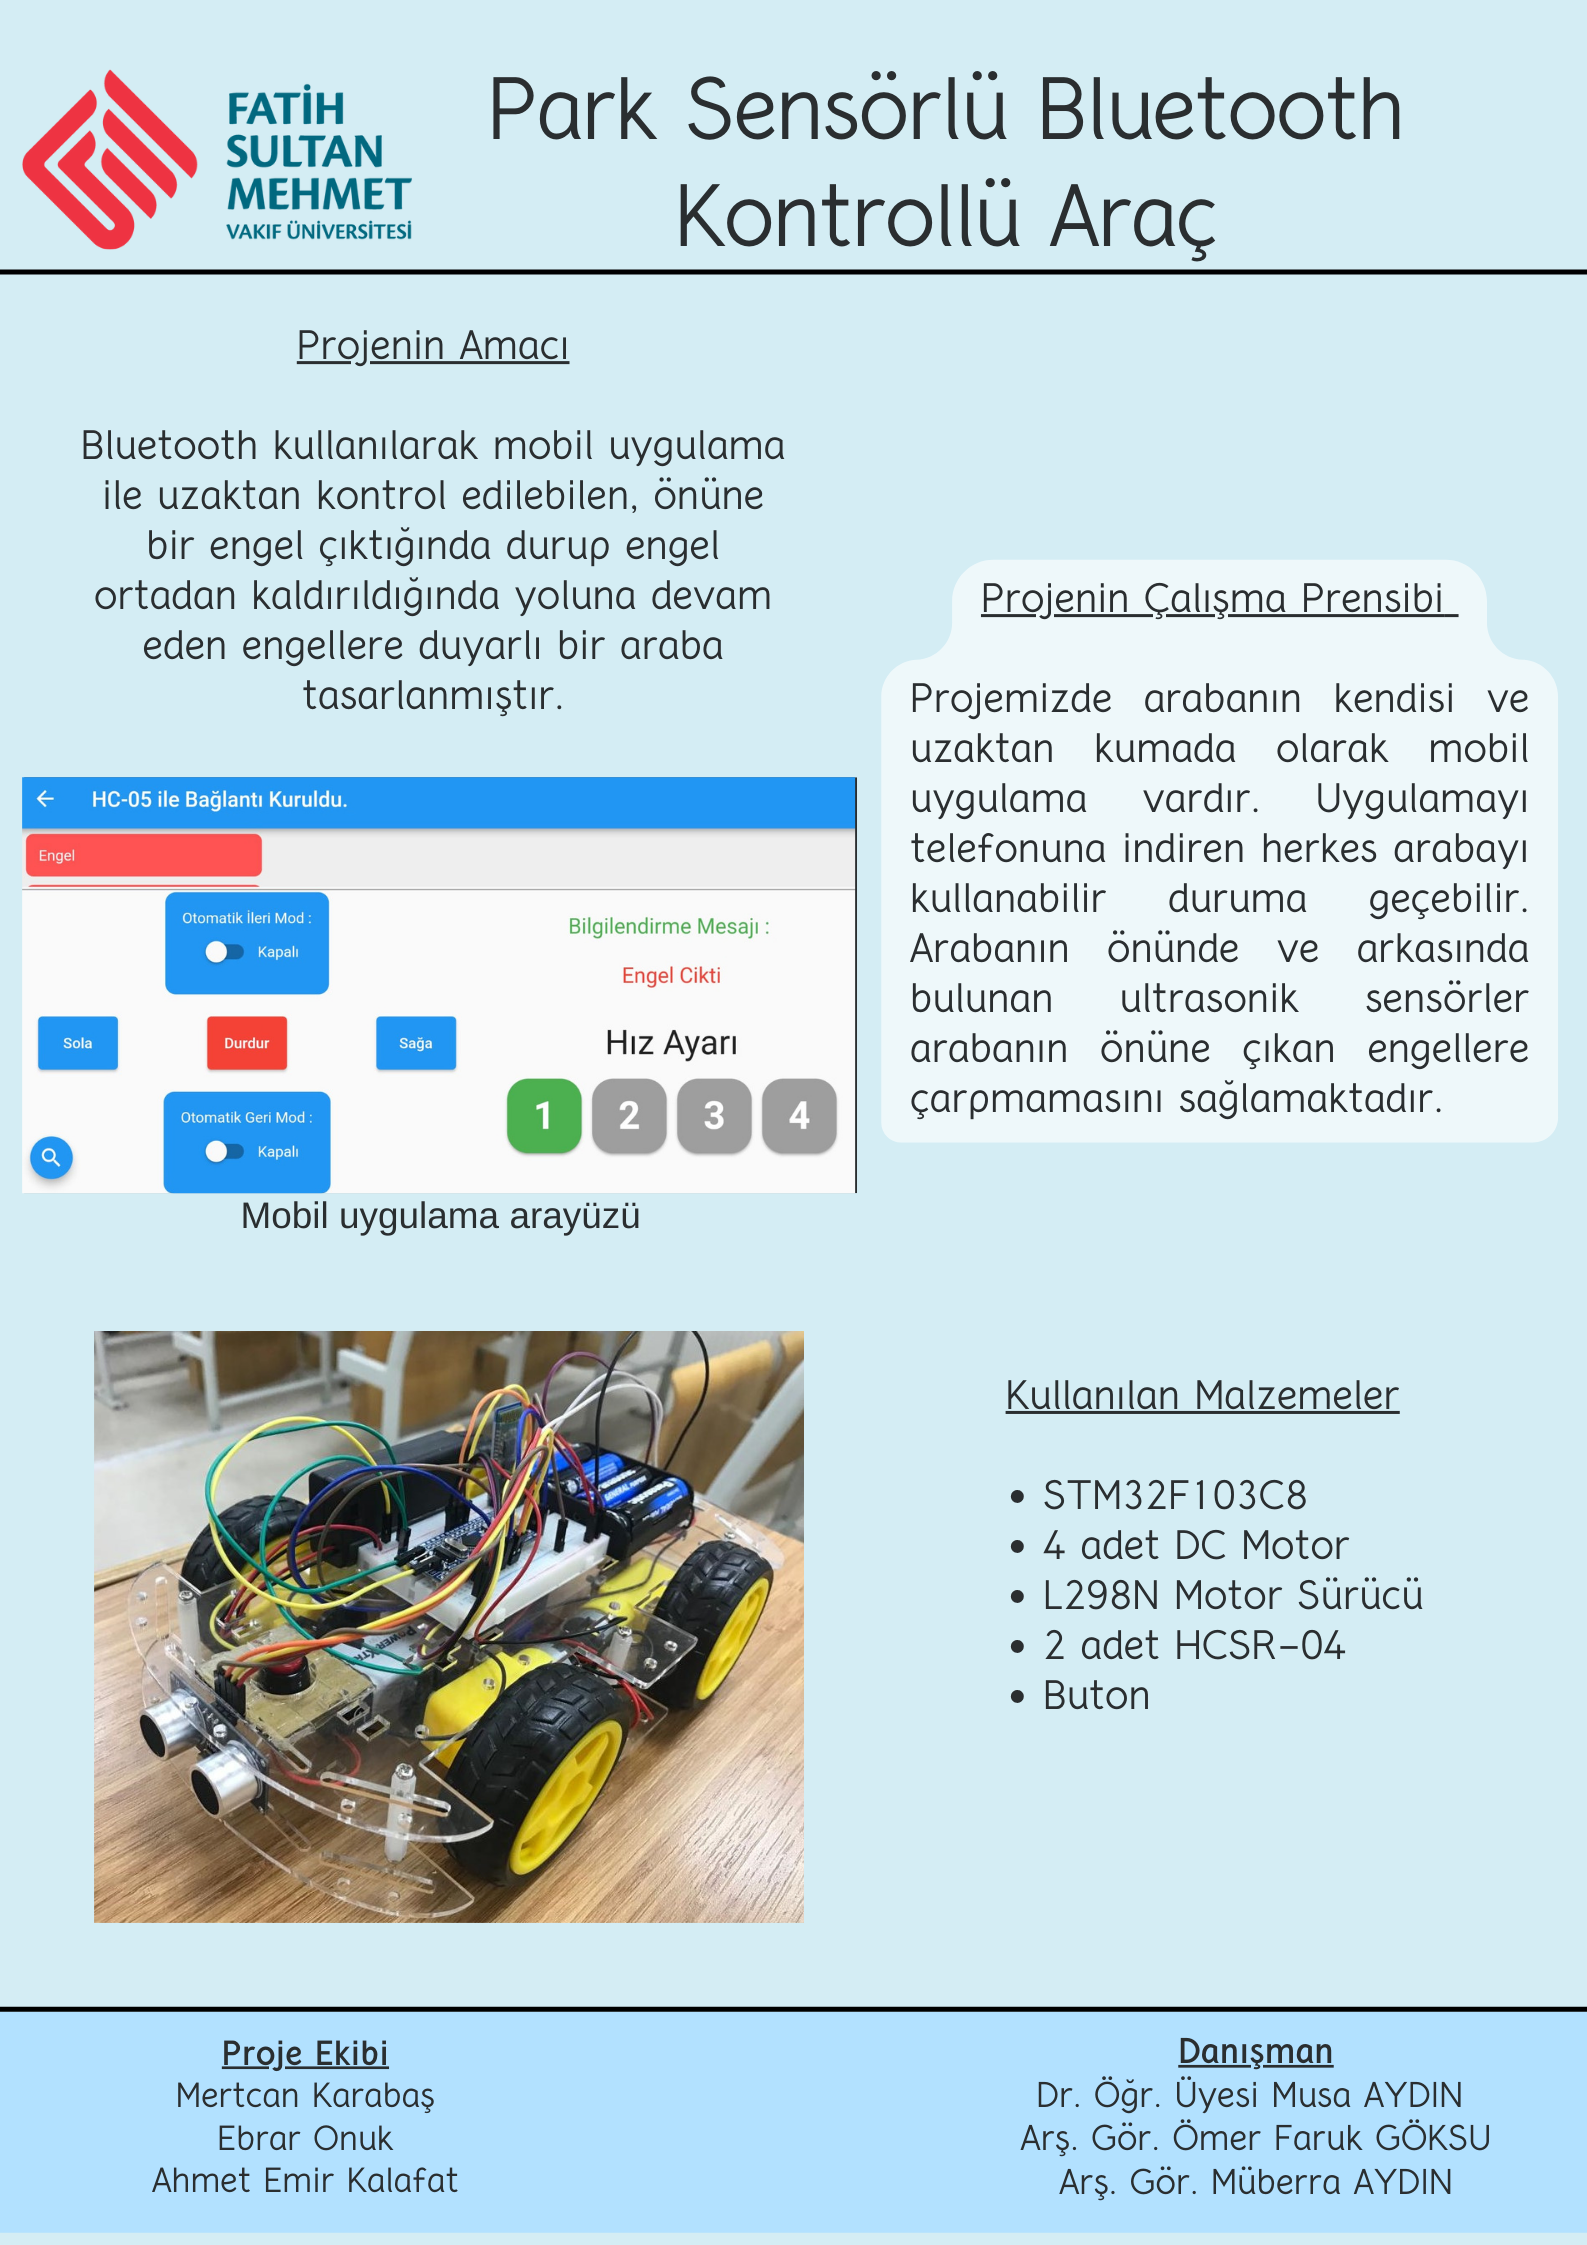 FATİH
SULTAN
MEHMET
VAKIF ÜNİVERSİTESİ
Park Sensörlü Bluetooth
Kontrollü Araç
Projenin Amacı
Bluetooth kullanılarak mobil uygulama
ile uzaktan kontrol edilebilen, önüne
bir engel çıktığında durup engel
ortadan kaldırıldığında yoluna devam
eden engellere duyarlı bir araba
tasarlanmıştır.
HC-05 ile Bağlantı Kuruldu.
Engel
Otomatik İleri Mod :
Kapalı
Sola
Durdur
Sağa
Otomatik Geri Mod :
Kapalı
Bilgilendirme Mesajı :
Engel Cikti
Hız Ayarı
1 2 3 4
Mobil uygulama arayüzü
Projenin Çalışma Prensibi
Projemizde arabanın kendisi ve
uzaktan kumada olarak mobil
uygulama vardır. Uygulamayı
telefonuna indiren herkes arabayı
kullanabilir duruma geçebilir.
Arabanın önünde ve arkasında
bulunan ultrasonik sensörler
arabanın önüne çıkan engellere
çarpmamasını sağlamaktadır.
Kullanılan Malzemeler
• STM32F103C8
• 4 adet DC Motor
• L298N Motor Sürücü
• 2 adet HCSR-04
• Buton
Proje Ekibi
Mertcan Karabaş
Ebrar Onuk
Ahmet Emir Kalafat
Danışman
Dr. Öğr. Üyesi Musa AYDIN
Arş. Gör. Ömer Faruk GÖKSU
Arş. Gör. Müberra AYDIN